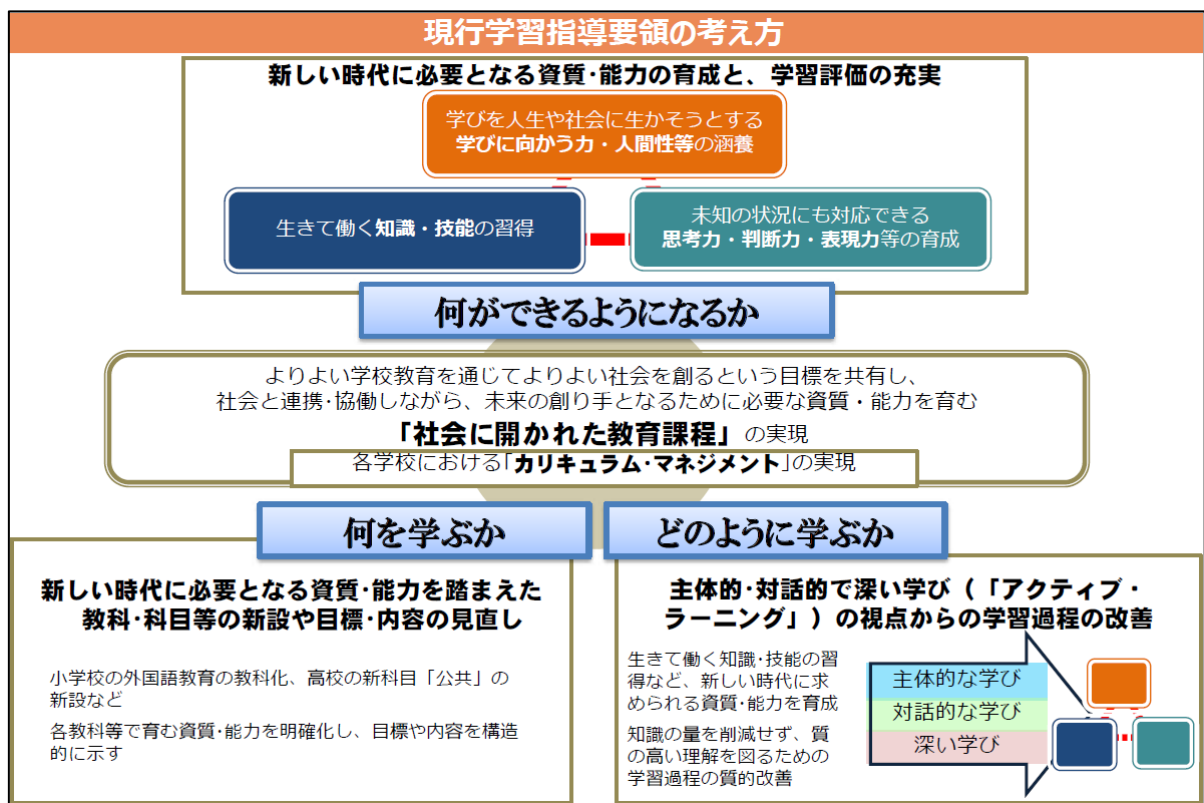 現行学習指導要領の考え方
新しい時代に必要となる資質･能力の育成と、学習評価の充実
学びを人生や社会に生かそうとする
学びに向かう力・人間性等の涵養
生きて働く知識・技能の習得
未知の状況にも対応できる
思考力・判断力・表現力等の育成
何ができるようになるか
よりよい学校教育を通じてよりよい社会を創るという目標を共有し、
社会と連携･協働しながら、未来の創り手となるために必要な資質・能力を育む
「社会に開かれた教育課程」の実現
各学校における｢カリキュラム･マネジメント｣の実現
何を学ぶか
新しい時代に必要となる資質･能力を踏まえた
教科･科目等の新設や目標･内容の見直し
小学校の外国語教育の教科化、高校の新科目「公共」の
新設など
各教科等で育む資質･能力を明確化し、目標や内容を構造
的に示す
どのように学ぶか
主体的･対話的で深い学び（「アクティブ・
ラーニング」）の視点からの学習過程の改善
生きて働く知識･技能の習
得など、新しい時代に求
められる資質･能力を育成
知識の量を削減せず、質
の高い理解を図るための
学習過程の質的改善
主体的な学び
対話的な学び
深い学び